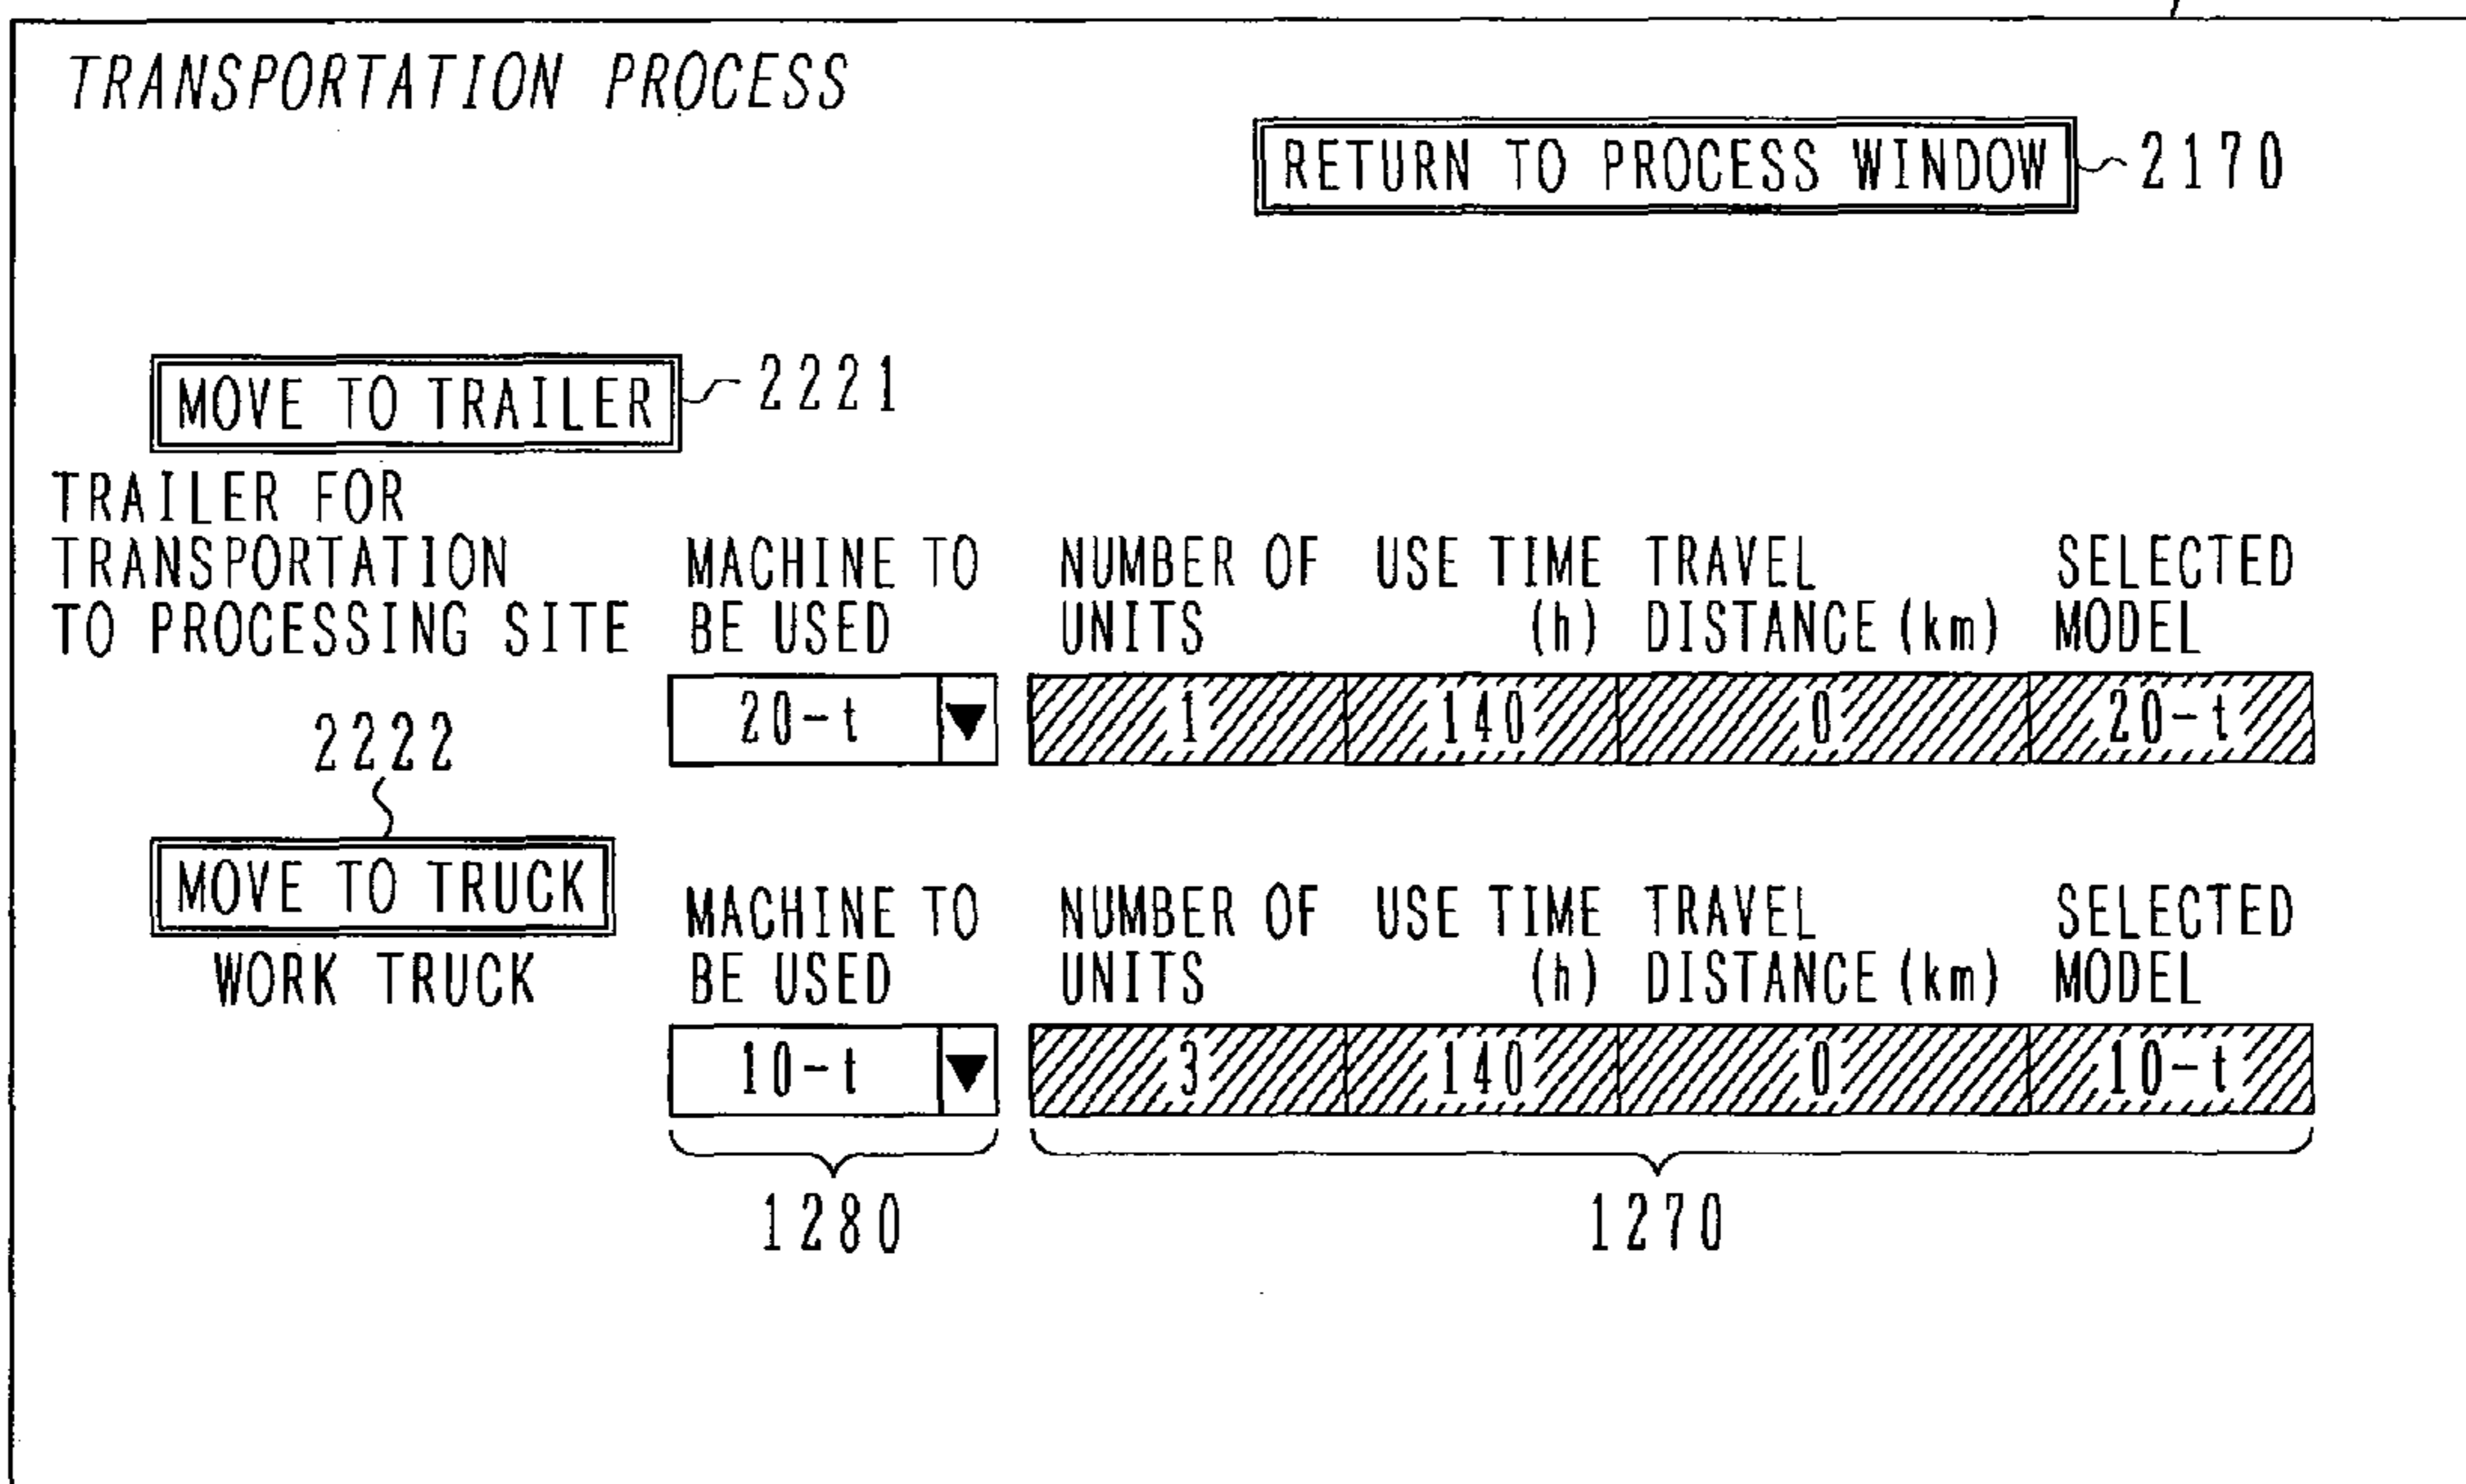 TRANSPORTATION PROCESS
RETURN TO PROCESS WINDOW 2170
MOVE TO TRAILER 2221
TRAILER FOR
TRANSPORTATION
TO PROCESSING SITE
MACHINE TO
BE USED
NUMBER OF
UNITS
USE TIME
(h)
TRAVEL
DISTANCE (km)
SELECTED
MODEL
20-t 1 140 0 20-t
2222
MOVE TO TRUCK
WORK TRUCK
MACHINE TO
BE USED
NUMBER OF
UNITS
USE TIME
(h)
TRAVEL
DISTANCE (km)
SELECTED
MODEL
10-t 3 140 0 10-t
1280 1270